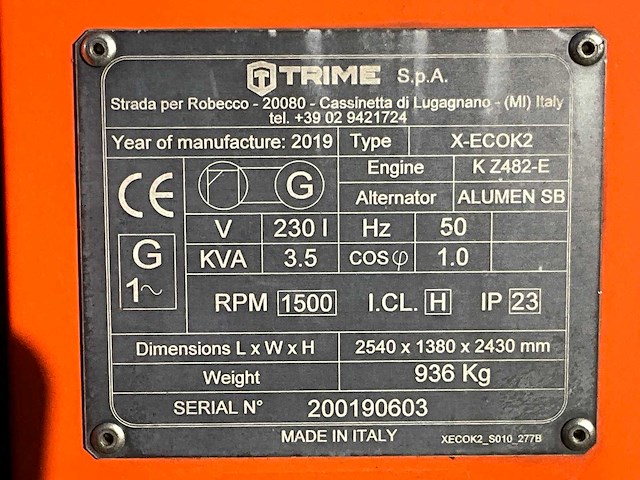 TRIME S.p.A.
Strada per Robecco - 20080 - Cassinetta di Lugagnano - (MI) Italy
tel. +39 02 9421724
Year of manufacture: 2019 Type X-ECOK2
Engine K Z482-E
CE G Alternator ALUMEN SB
V 230 I Hz 50
G KVA 3.5 cos φ 1.0
1~
RPM 1500 I.CL. H IP 23
Dimensions L x W x H 2540 x 1380 x 2430 mm
Weight 936 Kg
SERIAL N° 200190603
MADE IN ITALY XECOK2_S010_277B